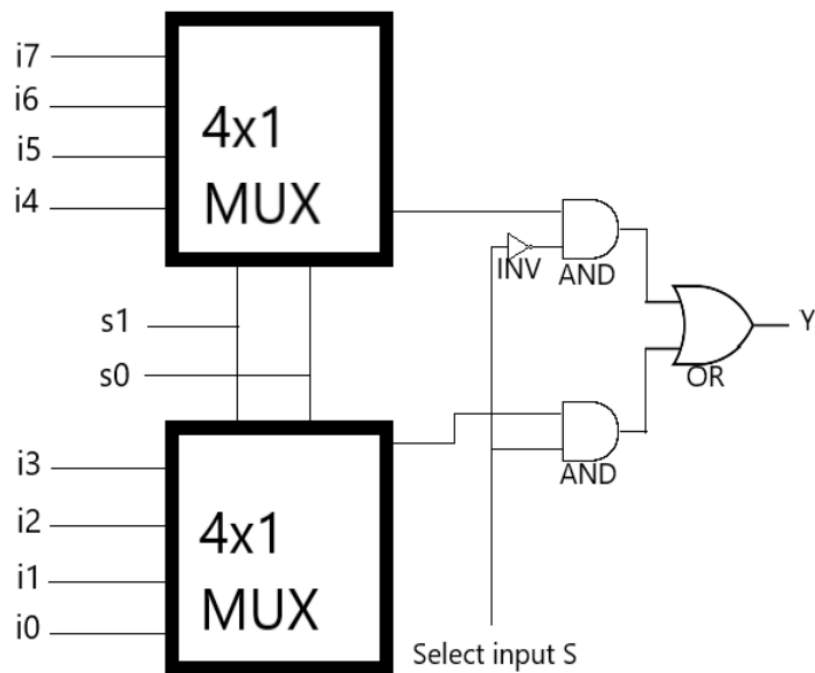 i7
i6
i5
i4
4x1
MUX
INV
AND
s1
s0
Y
OR
AND
i3
i2
i1
i0
4x1
MUX
Select input S